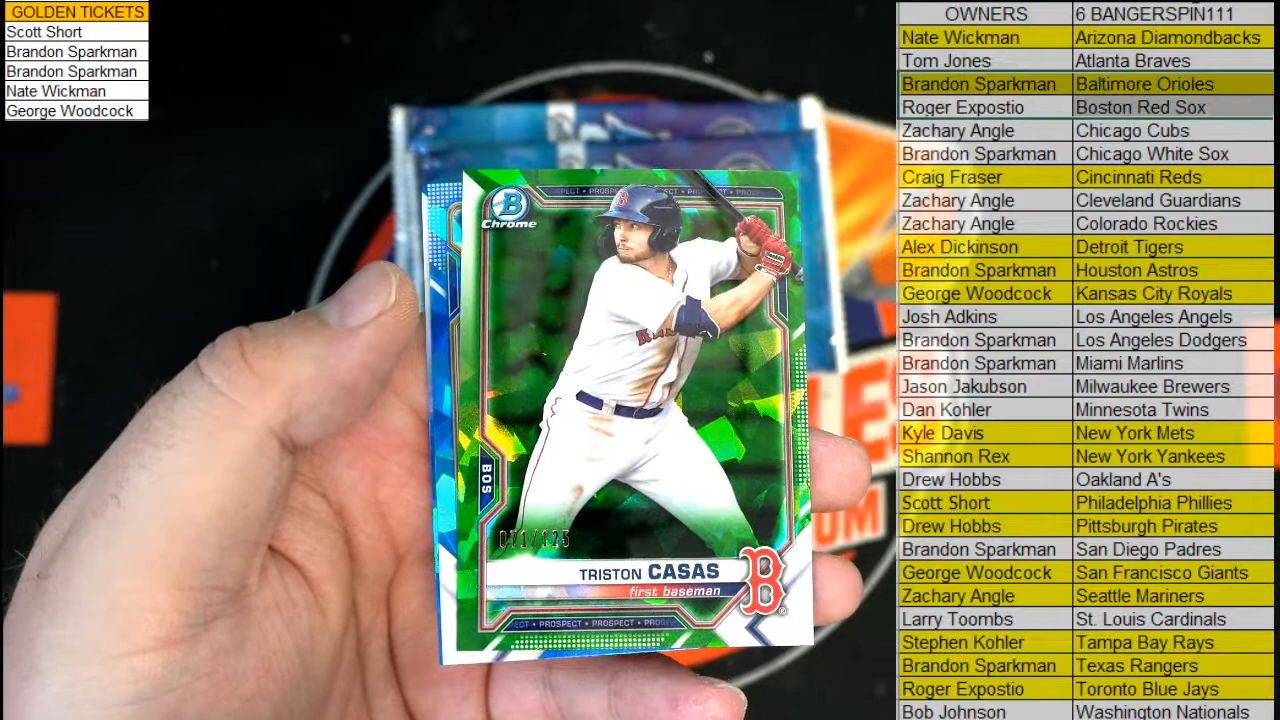 GOLDEN TICKETS
Scott Short
Brandon Sparkman
Brandon Sparkman
Nate Wickman
George Woodcock
B
Chrome
PECT • PROSPE
BOS
071/125
TRISTON CASAS
first baseman
B
ECT • PROSPECT • PROSPECT • PROSP
OWNERS 6 BANGERSPIN111
Nate Wickman Arizona Diamondbacks
Tom Jones Atlanta Braves
Brandon Sparkman Baltimore Orioles
Roger Expostio Boston Red Sox
Zachary Angle Chicago Cubs
Brandon Sparkman Chicago White Sox
Craig Fraser Cincinnati Reds
Zachary Angle Cleveland Guardians
Zachary Angle Colorado Rockies
Alex Dickinson Detroit Tigers
Brandon Sparkman Houston Astros
George Woodcock Kansas City Royals
Josh Adkins Los Angeles Angels
Brandon Sparkman Los Angeles Dodgers
Brandon Sparkman Miami Marlins
Jason Jakubson Milwaukee Brewers
Dan Kohler Minnesota Twins
Kyle Davis New York Mets
Shannon Rex New York Yankees
Drew Hobbs Oakland A's
Scott Short Philadelphia Phillies
Drew Hobbs Pittsburgh Pirates
Brandon Sparkman San Diego Padres
George Woodcock San Francisco Giants
Zachary Angle Seattle Mariners
Larry Toombs St. Louis Cardinals
Stephen Kohler Tampa Bay Rays
Brandon Sparkman Texas Rangers
Roger Expostio Toronto Blue Jays
Bob Johnson Washington Nationals